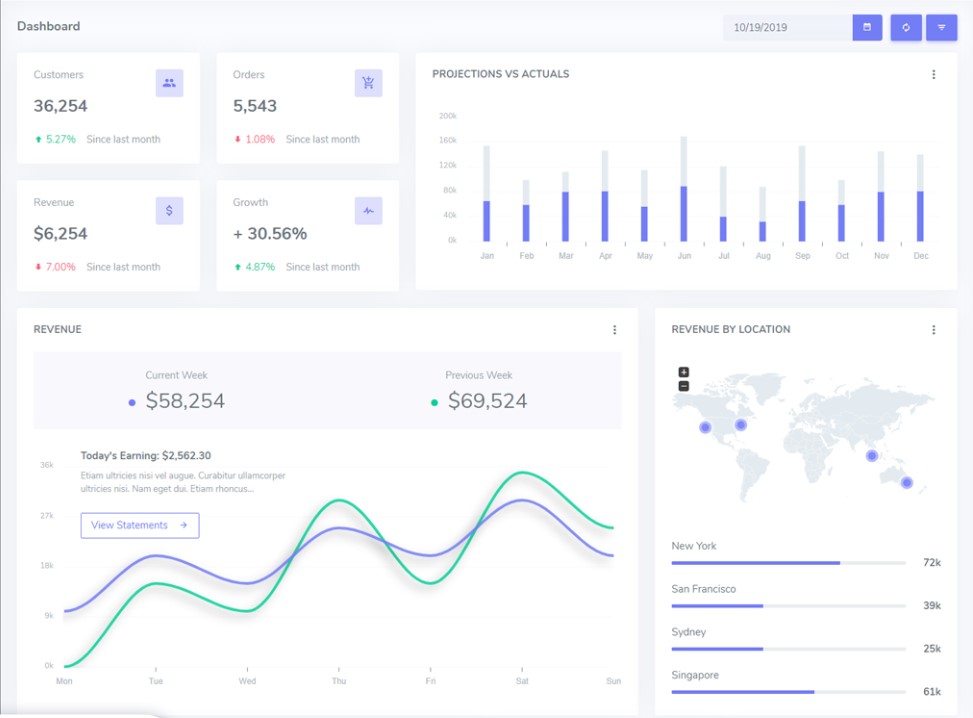 Dashboard
10/19/2019
Customers
36,254
5.27% Since last month
Orders
5,543
1.08% Since last month
Revenue
$6,254
7.00% Since last month
Growth
+ 30.56%
4.87% Since last month
PROJECTIONS VS ACTUALS
200k
160k
120k
80k
40k
0k
Jan Feb Mar Apr May Jun Jul Aug Sep Oct Nov Dec
REVENUE
Current Week
$58,254
Previous Week
$69,524
Today's Earning: $2,562.30
Etiam ultricies nisi vel augue. Curabitur ullamcorper
ultricies nisi. Nam eget dui. Etiam rhoncus...
View Statements
36k
27k
18k
9k
0k
Mon Tue Wed Thu Fri Sat Sun
REVENUE BY LOCATION
+
−
New York
72k
San Francisco
39k
Sydney
25k
Singapore
61k